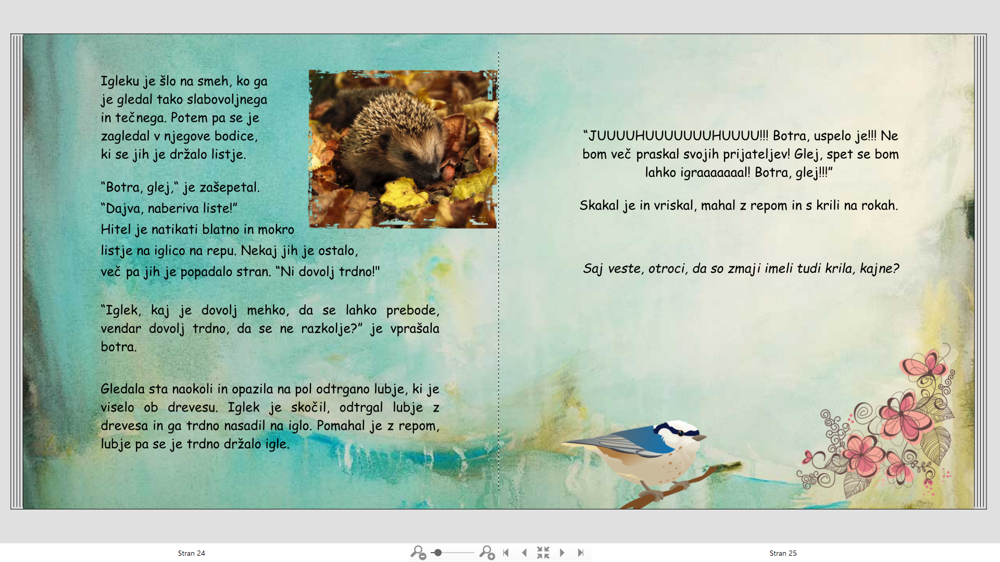 Igleku je šlo na smeh, ko ga
je gledal tako slabovoljnega
in tečnega. Potem pa se je
zagledal v njegove bodice,
ki se jih je držalo listje.
“Botra, glej,“ je zašepetal.
“Dajva, naberiva liste!”
Hitel je natikati blatno in mokro
listje na iglico na repu. Nekaj jih je ostalo,
več pa jih je popadalo stran. “Ni dovolj trdno!"
“Iglek, kaj je dovolj mehko, da se lahko prebode,
vendar dovolj trdno, da se ne razkolje?” je vprašala
botra.
Gledala sta naokoli in opazila na pol odtrgano lubje, ki je
viselo ob drevesu. Iglek je skočil, odtrgal lubje z
drevesa in ga trdno nasadil na iglo. Pomahal je z repom,
lubje pa se je trdno držalo igle.
“JUUUUHUUUUUUUHUUUU!!! Botra, uspelo je!!! Ne
bom več praskal svojih prijateljev! Glej, spet se bom
lahko igraaaaaaal! Botra, glej!!!”
Skakal je in vriskal, mahal z repom in s krili na rokah.
Saj veste, otroci, da so zmaji imeli tudi krila, kajne?
Stran 24
Stran 25